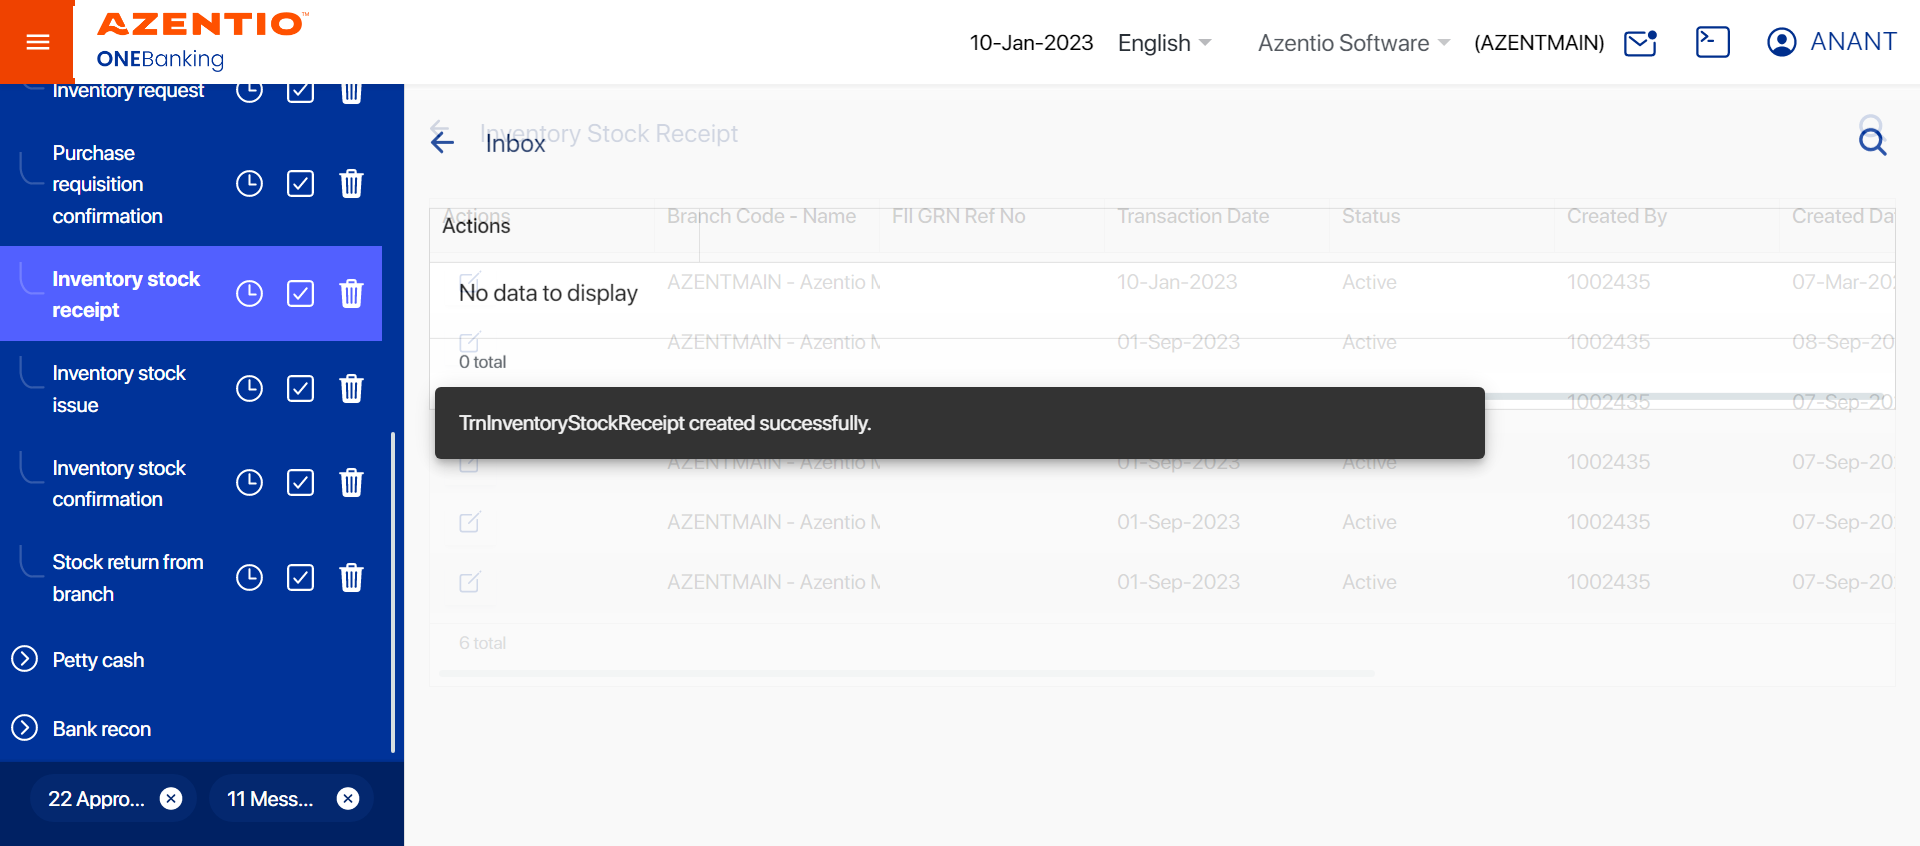 AZENTIO™
ONEBanking
10-Jan-2023
English
Azentio Software
(AZENTMAIN)
ANANT
Inventory request
Purchase
requisition
confirmation
Inventory stock
receipt
Inventory stock
issue
Inventory stock
confirmation
Stock return from
branch
Petty cash
Bank recon
22 Appro...
11 Mess...
Inventory Stock Receipt
Inbox
Actions Branch Code - Name FII GRN Ref No Transaction Date Status Created By Created Da
Actions
AZENTMAIN - Azentio M 10-Jan-2023 Active 1002435 07-Mar-202
No data to display
AZENTMAIN - Azentio M 01-Sep-2023 Active 1002435 08-Sep-20
0 total
1002435 07-Sep-20
TrnInventoryStockReceipt created successfully.
AZENTMAIN - Azentio M 01-Sep-2023 Active 1002435 07-Sep-20
AZENTMAIN - Azentio M 01-Sep-2023 Active 1002435 07-Sep-20
AZENTMAIN - Azentio M 01-Sep-2023 Active 1002435 07-Sep-20
6 total